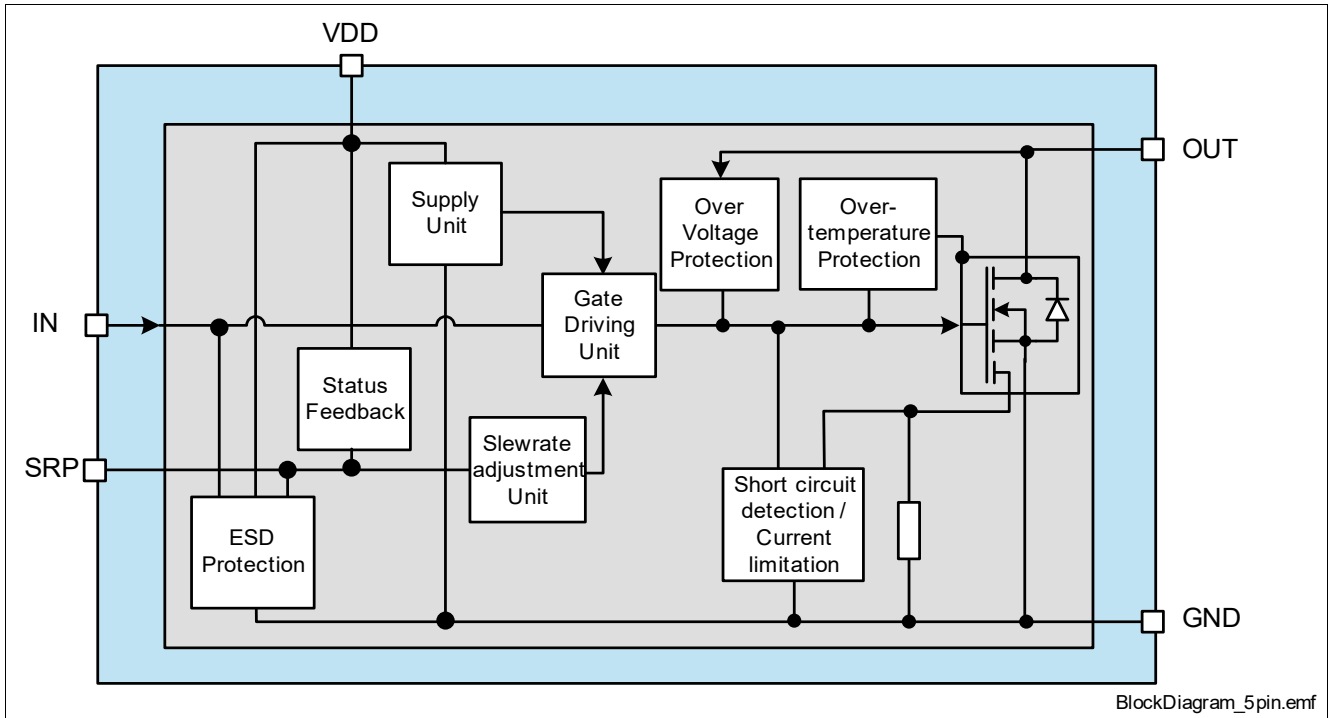 VDD
OUT
Supply
Unit
Over
Voltage
Protection
Over-
temperature
Protection
IN
Gate
Driving
Unit
Status
Feedback
SRP
Slewrate
adjustment
Unit
Short circuit
detection /
Current
limitation
ESD
Protection
GND
BlockDiagram_5pin.emf